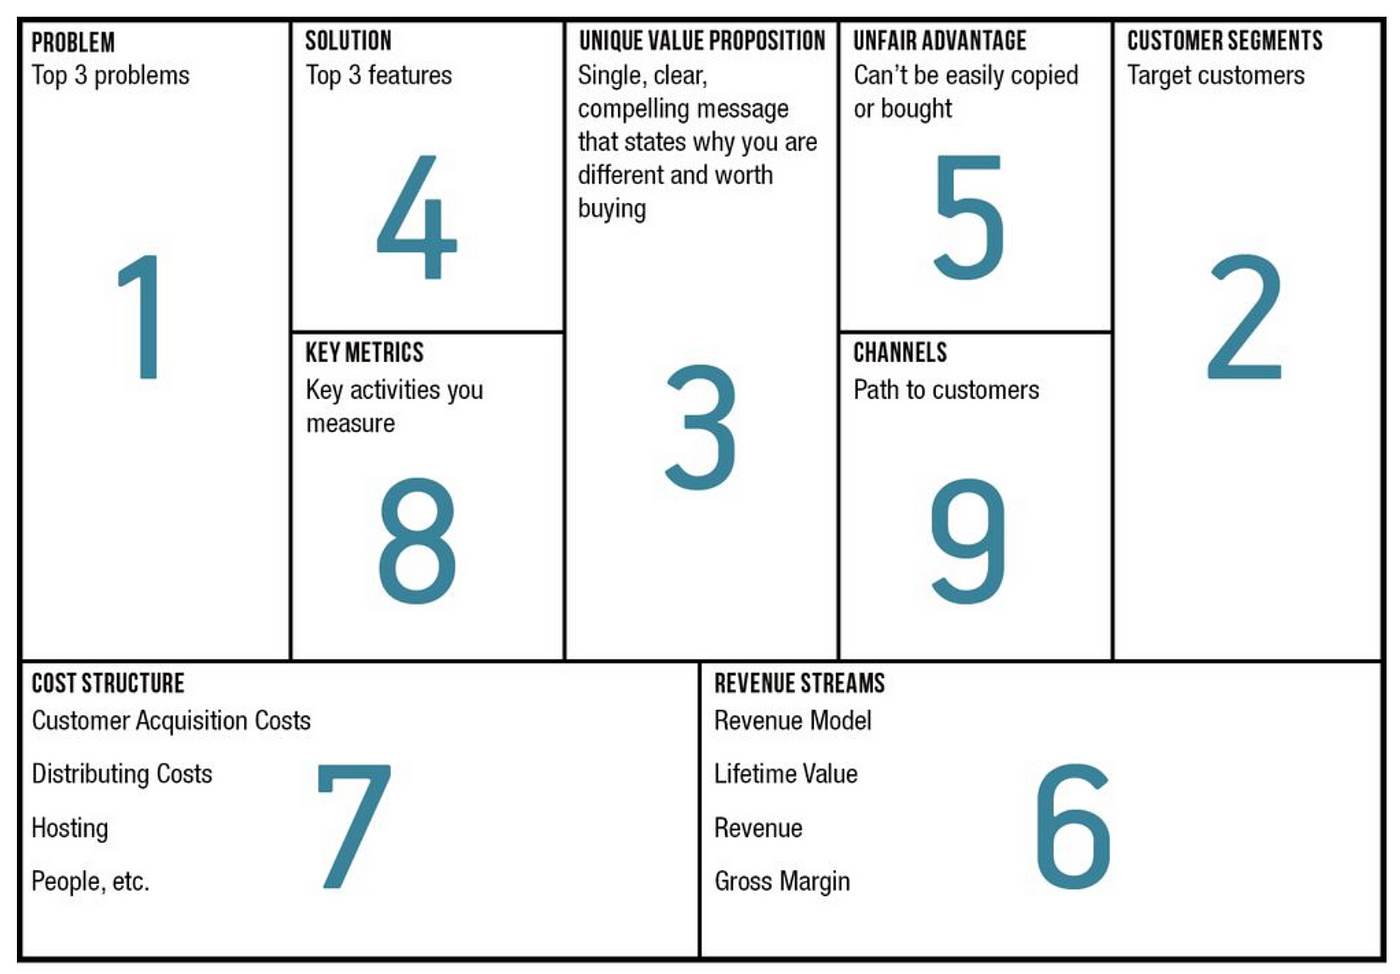 PROBLEM
Top 3 problems
1
SOLUTION
Top 3 features
4
KEY METRICS
Key activities you
measure
8
UNIQUE VALUE PROPOSITION
Single, clear,
compelling message
that states why you are
different and worth
buying
3
UNFAIR ADVANTAGE
Can't be easily copied
or bought
5
CHANNELS
Path to customers
9
CUSTOMER SEGMENTS
Target customers
2
COST STRUCTURE
Customer Acquisition Costs
Distributing Costs
Hosting
People, etc.
7
REVENUE STREAMS
Revenue Model
Lifetime Value
Revenue
Gross Margin
6